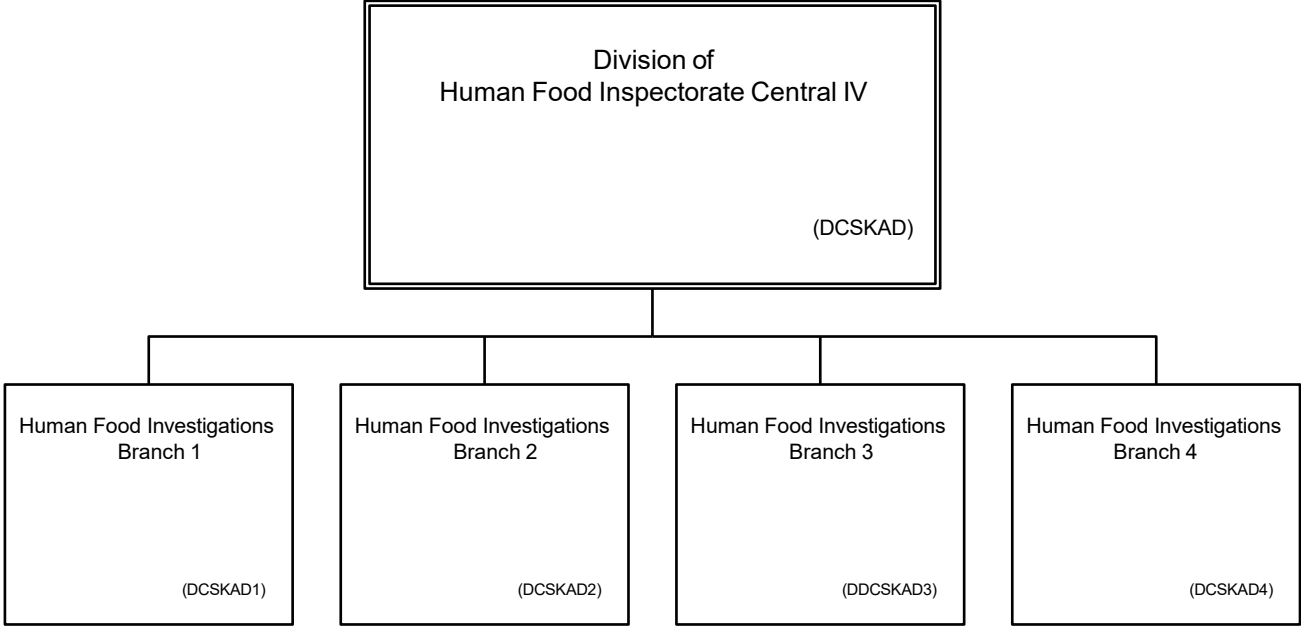 Division of
Human Food Inspectorate Central IV
(DCSKAD)
Human Food Investigations
Branch 1
(DCSKAD1)
Human Food Investigations
Branch 2
(DCSKAD2)
Human Food Investigations
Branch 3
(DDCSKAD3)
Human Food Investigations
Branch 4
(DCSKAD4)